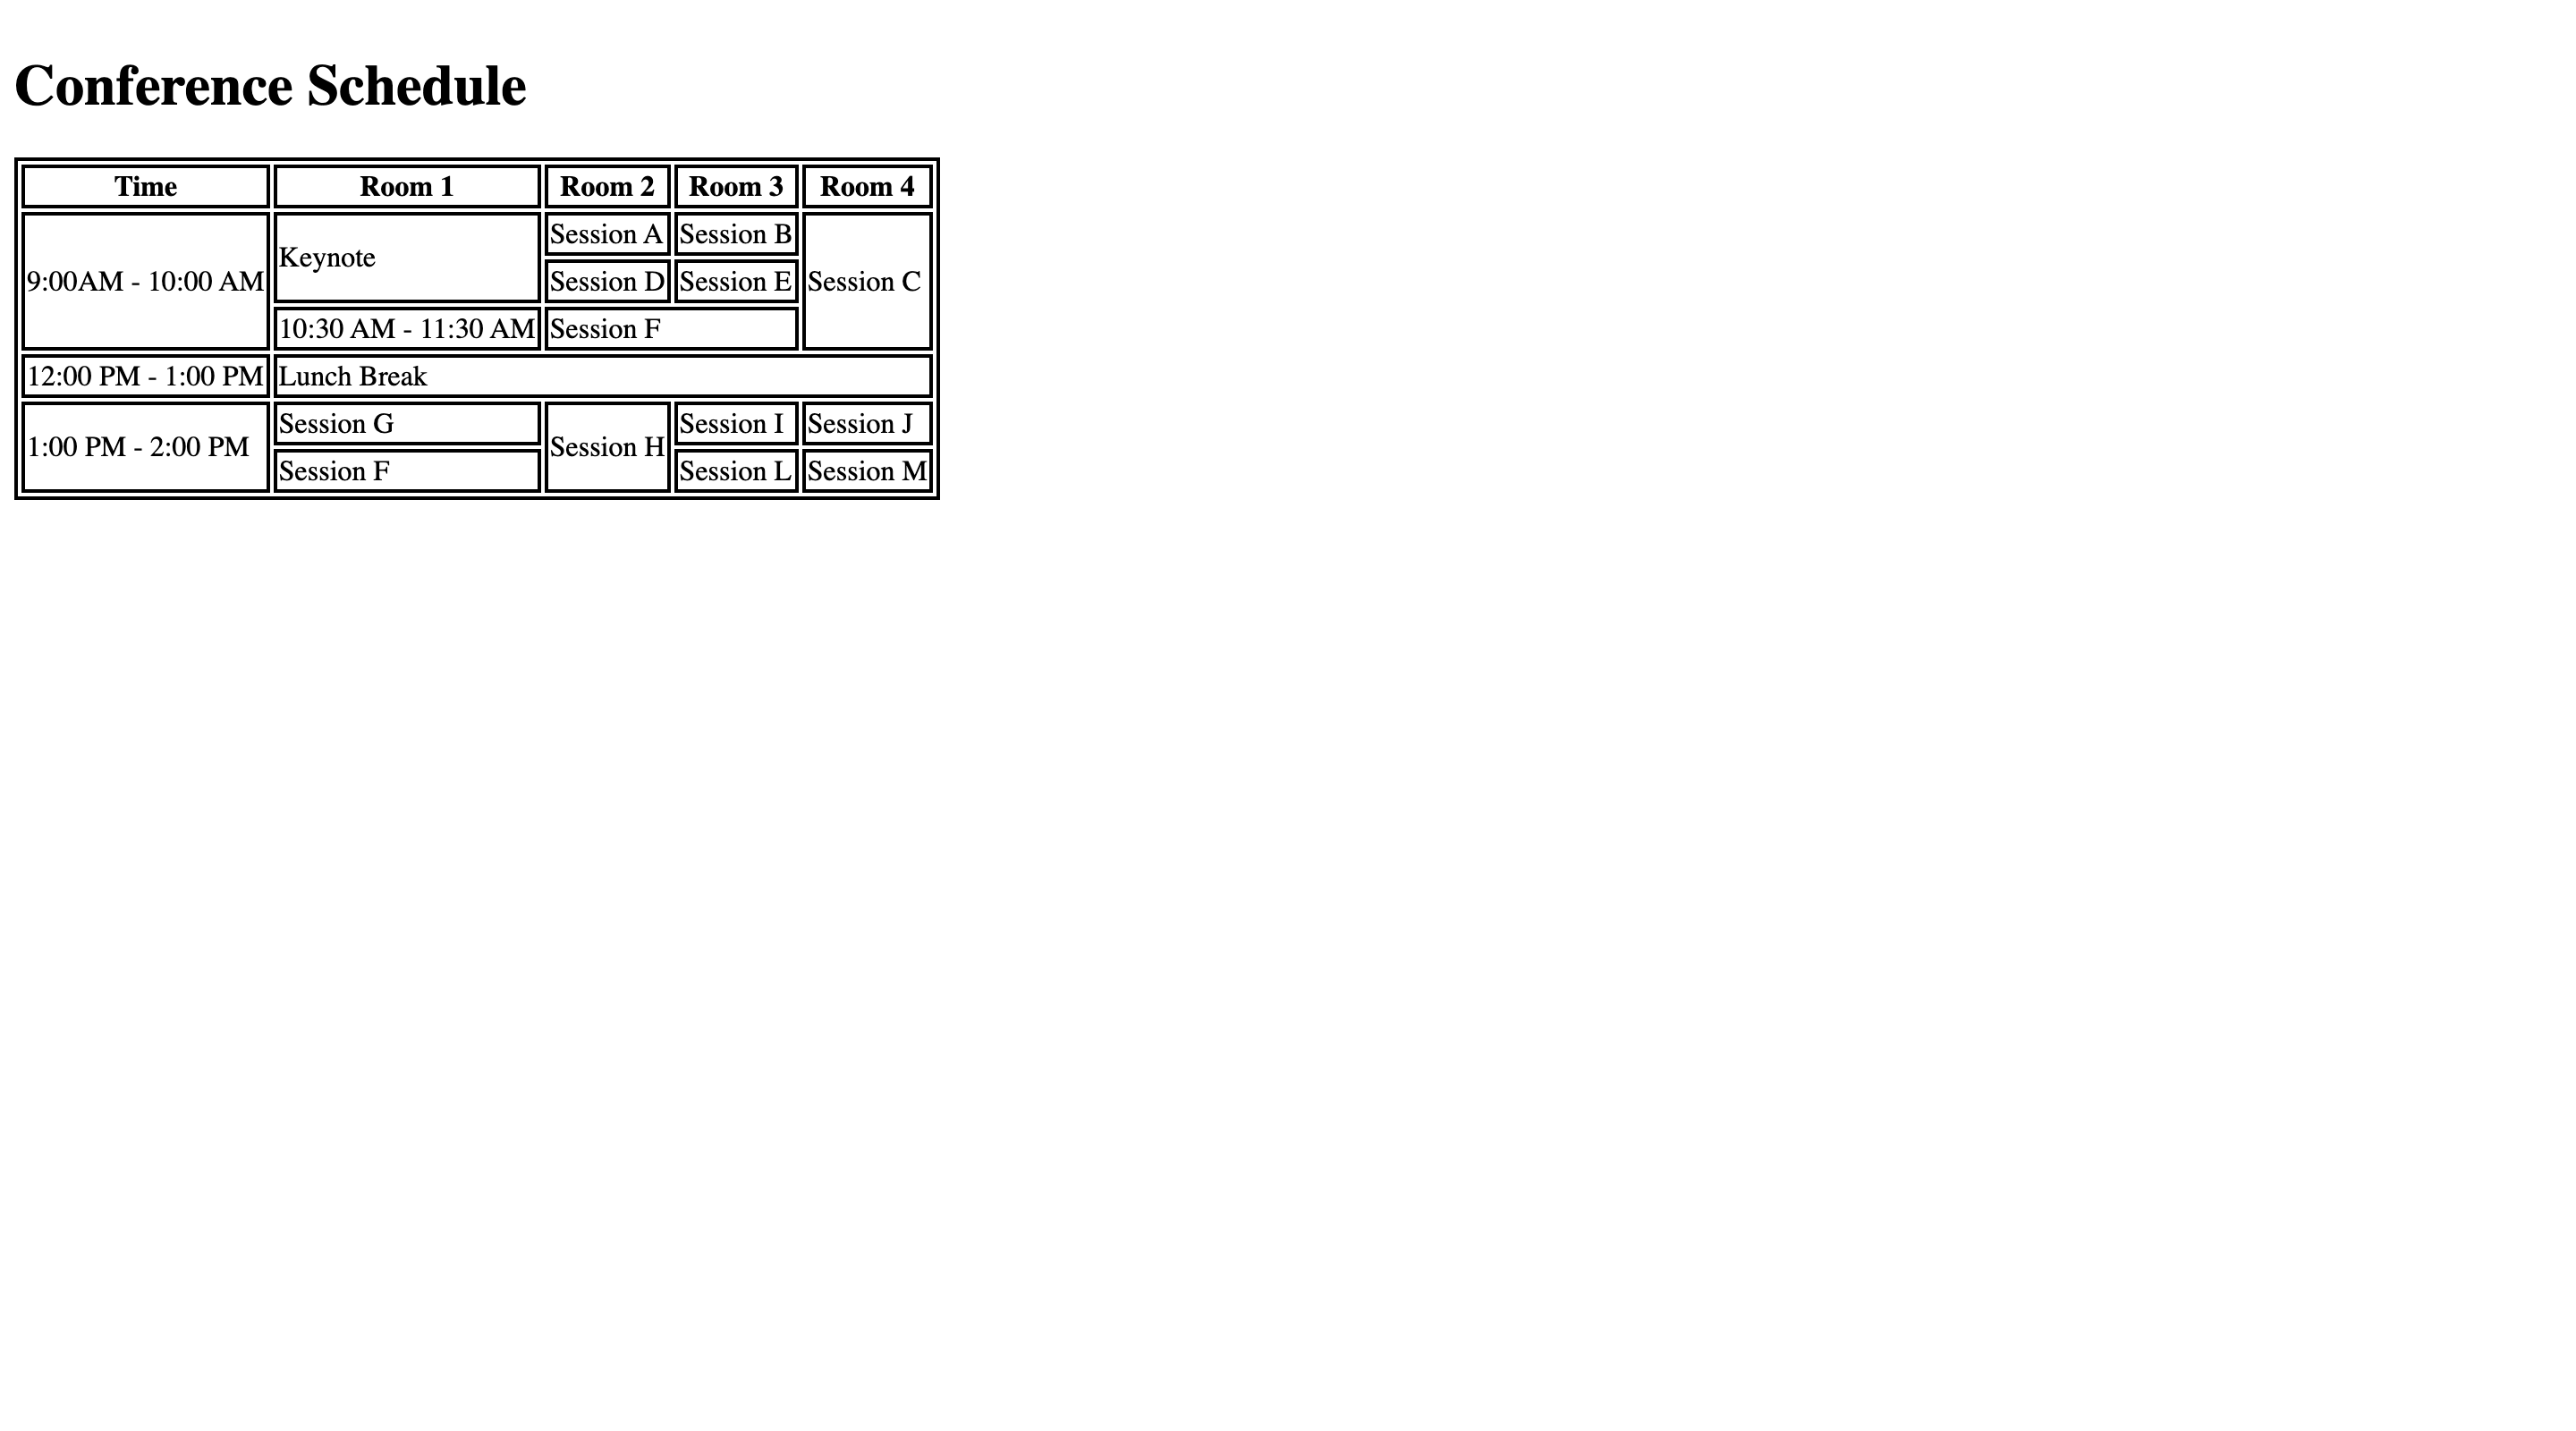 Conference Schedule
Time Room 1 Room 2 Room 3 Room 4
9:00AM - 10:00 AM Keynote Session A Session B Session C
Session D Session E
10:30 AM - 11:30 AM Session F
12:00 PM - 1:00 PM Lunch Break
1:00 PM - 2:00 PM Session G Session H Session I Session J
Session F Session L Session M